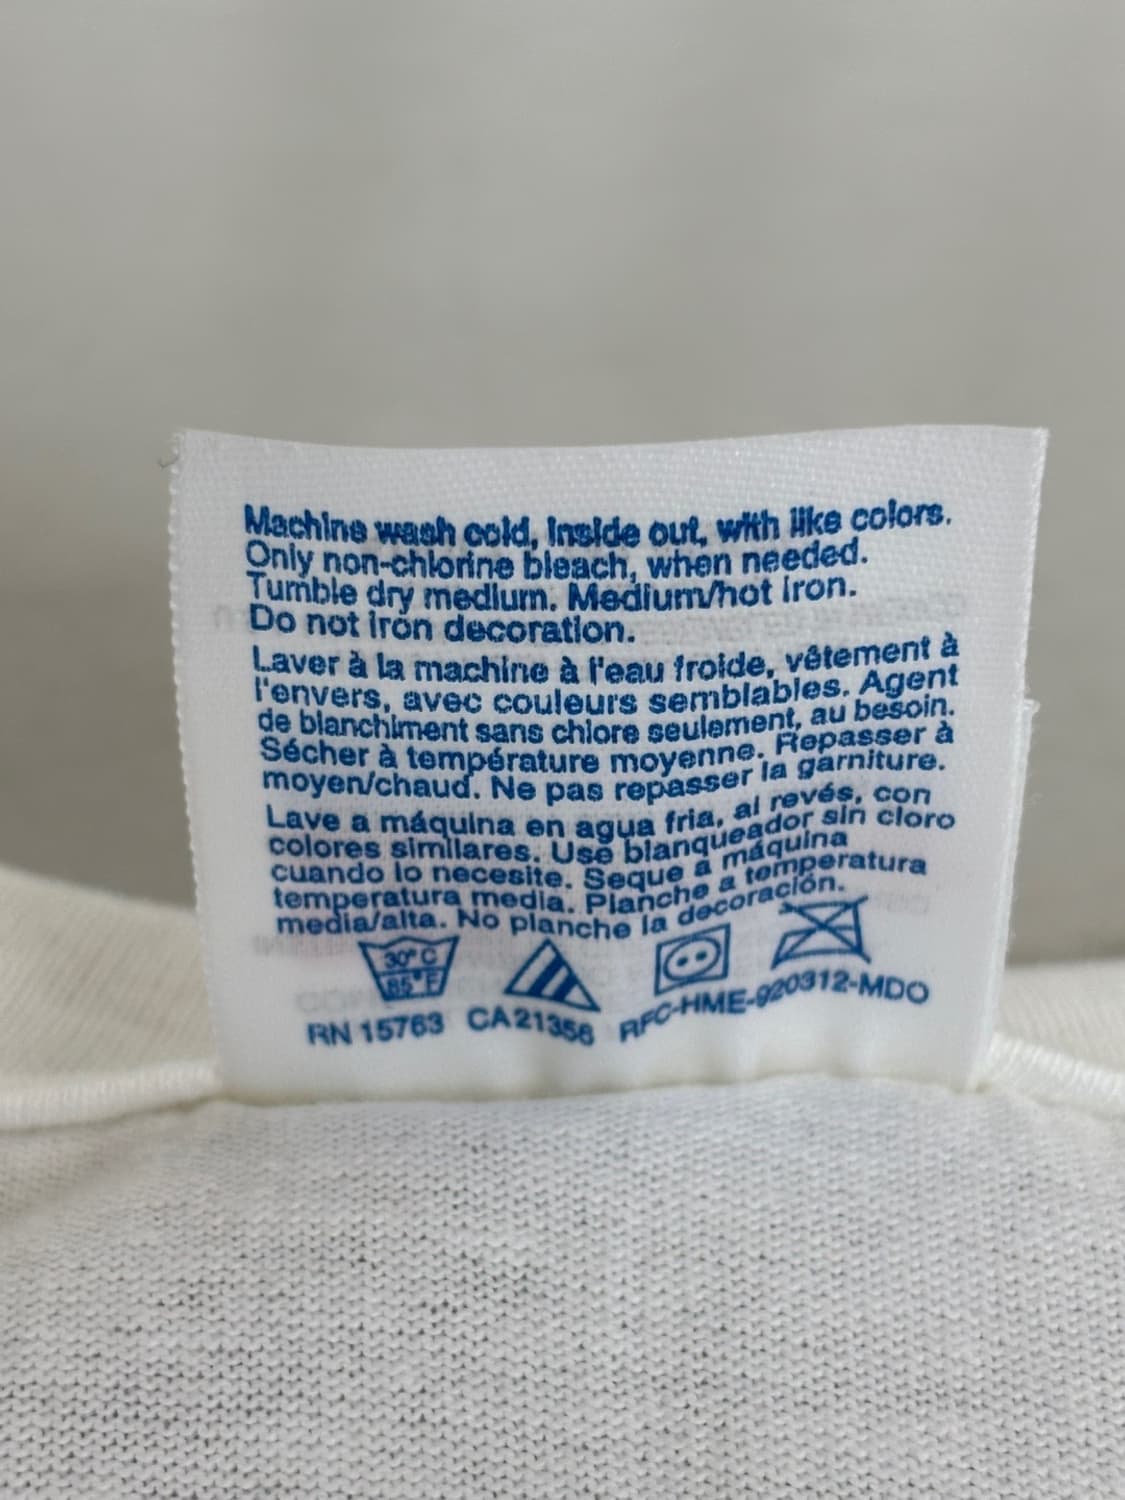 Machine wash cold, inside out, with like colors.
Only non-chlorine bleach, when needed.
Tumble dry medium. Medium/hot iron.
Do not iron decoration.
Laver à la machine à l'eau froide, vêtement à
l'envers, avec couleurs semblables. Agent
de blanchiment sans chlore seulement, au besoin.
Sécher à température moyenne. Repasser à
moyen/chaud. Ne pas repasser la garniture.
Lave a máquina en agua fria, al revés, con
colores similares. Use blanqueador sin cloro
cuando lo necesite. Seque a máquina a temperatura
temperatura media. Planche a temperatura
media/alta. No planche la decoración.
30°C
85°F
RN 15763 CA21356 RFC-HME-920312-MDO